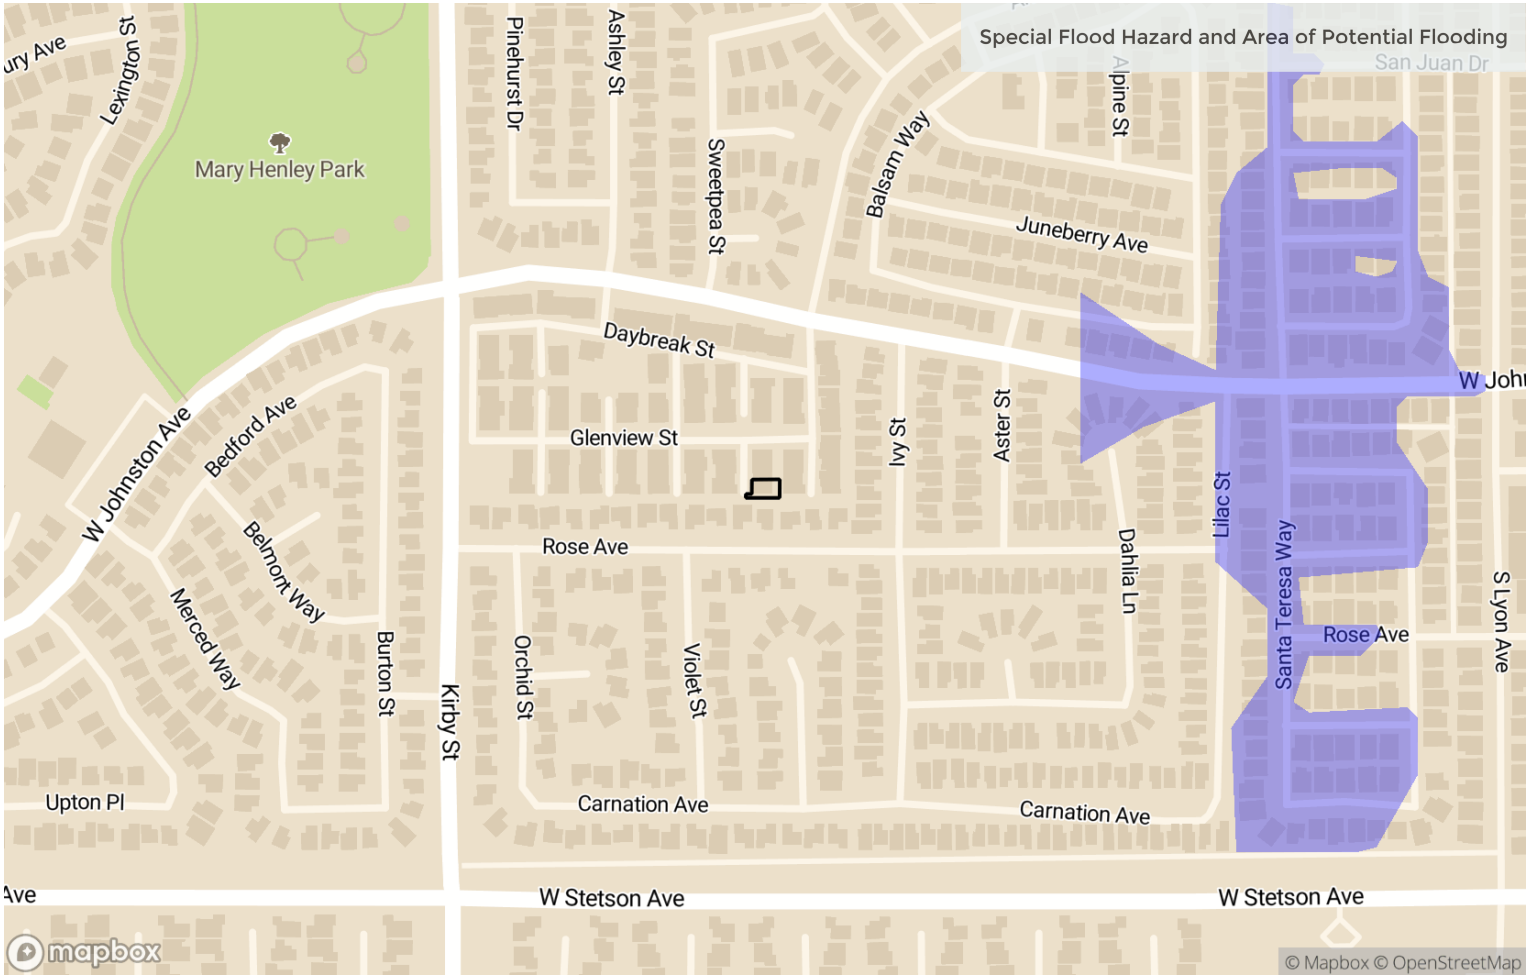 Special Flood Hazard and Area of Potential Flooding
San Juan Dr
Lexington St
Pinehurst Dr
Ashley St
Alpine St
Balsam Way
Sweetpea St
Mary Henley Park
Juneberry Ave
Daybreak St
W John
Bedford Ave
W Johnston Ave
Glenview St
Ivy St
Aster St
Lilac St
Rose Ave
Belmont Way
Dahlia Ln
Santa Teresa Way
S Lyon Ave
Rose Ave
Merced Way
Burton St
Kirby St
Orchid St
Violet St
Upton Pl
Carnation Ave
Carnation Ave
Ave
W Stetson Ave
W Stetson Ave
mapbox
© Mapbox © OpenStreetMap